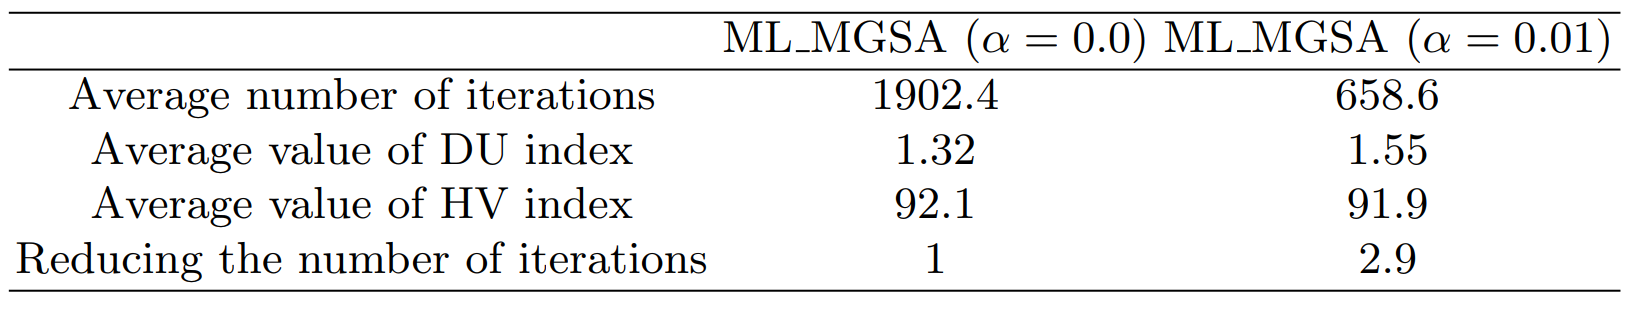 ML_MGSA (α = 0.0) ML_MGSA (α = 0.01)
Average number of iterations 1902.4 658.6
Average value of DU index 1.32 1.55
Average value of HV index 92.1 91.9
Reducing the number of iterations 1 2.9